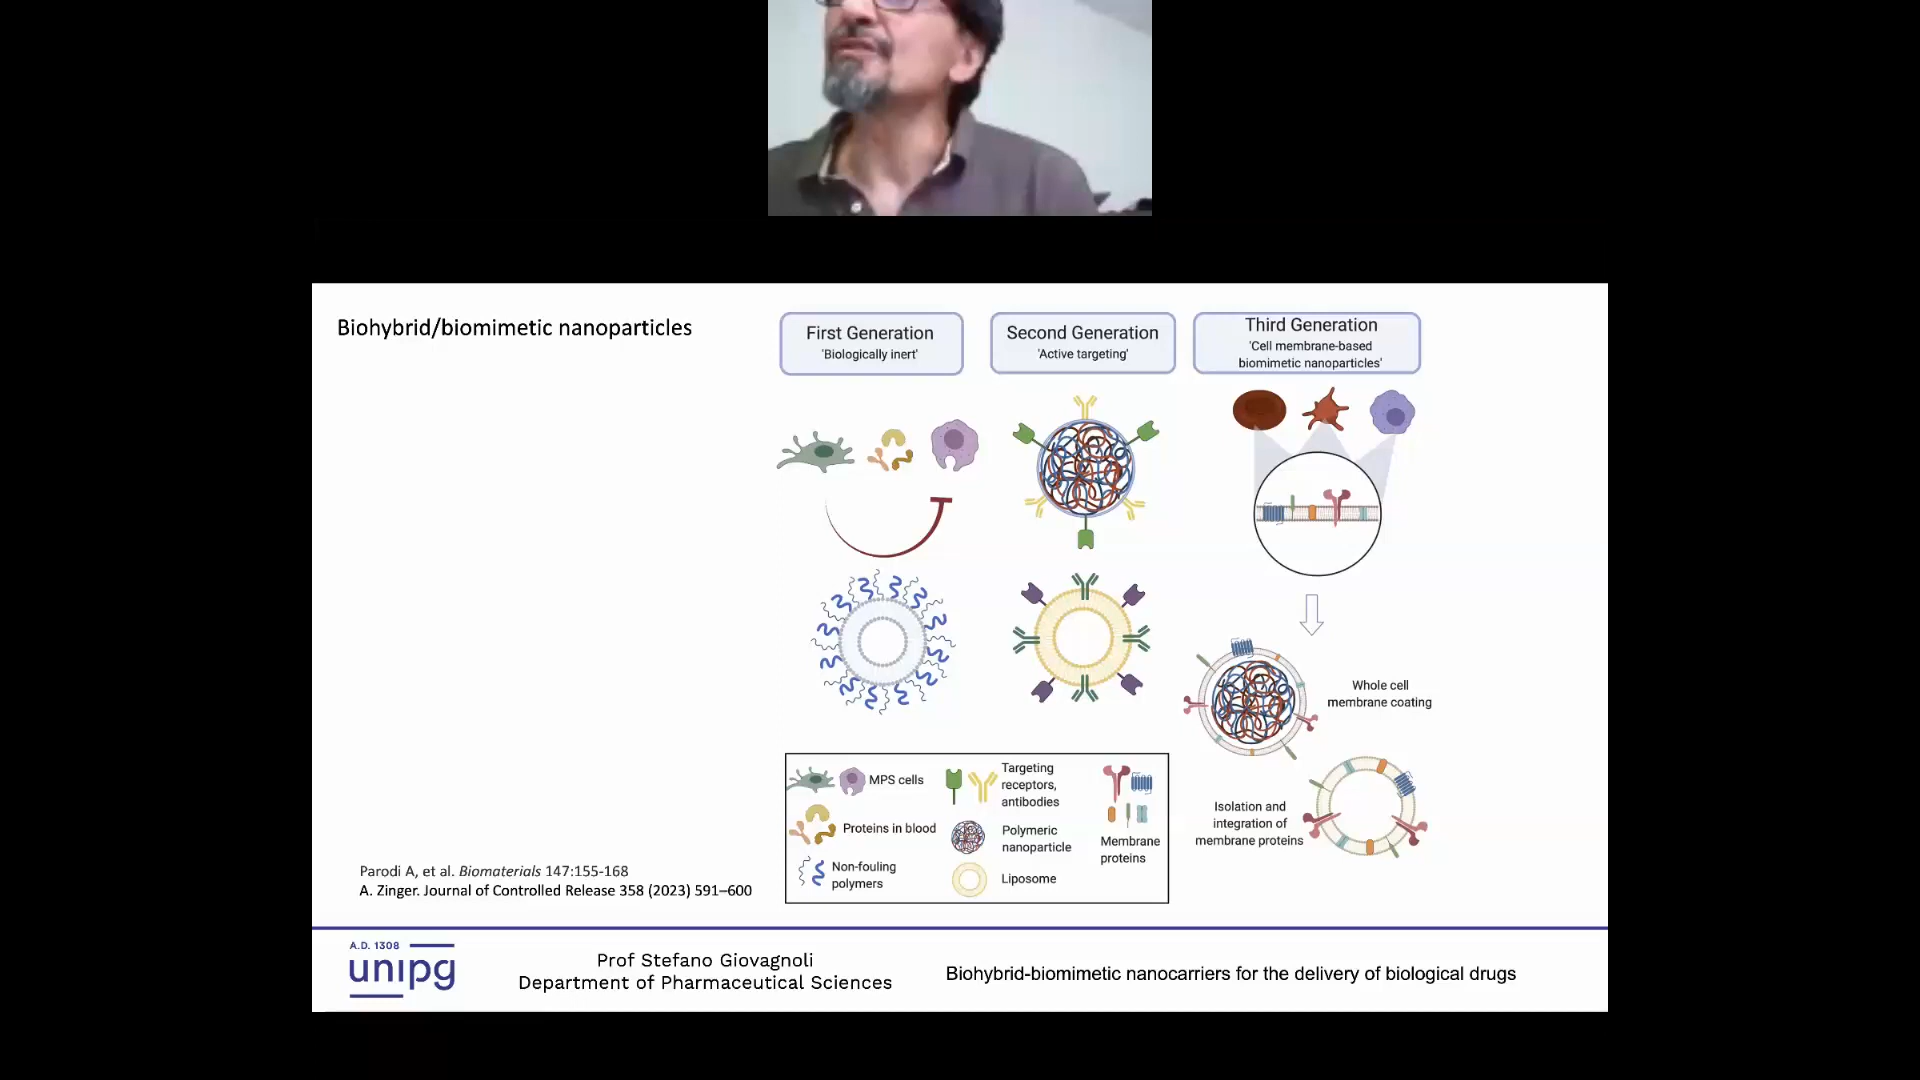 Biohybrid/biomimetic nanoparticles
First Generation
'Biologically inert'
Second Generation
'Active targeting'
Third Generation
'Cell membrane-based
biomimetic nanoparticles'
Whole cell
membrane coating
Isolation and
integration of
membrane proteins
MPS cells
Proteins in blood
Non-fouling
polymers
Targeting
receptors,
antibodies
Polymeric
nanoparticle
Liposome
Membrane
proteins
Parodi A, et al. Biomaterials 147:155-168
A. Zinger. Journal of Controlled Release 358 (2023) 591–600
A.D. 1308
unipg
Prof Stefano Giovagnoli
Department of Pharmaceutical Sciences
Biohybrid-biomimetic nanocarriers for the delivery of biological drugs